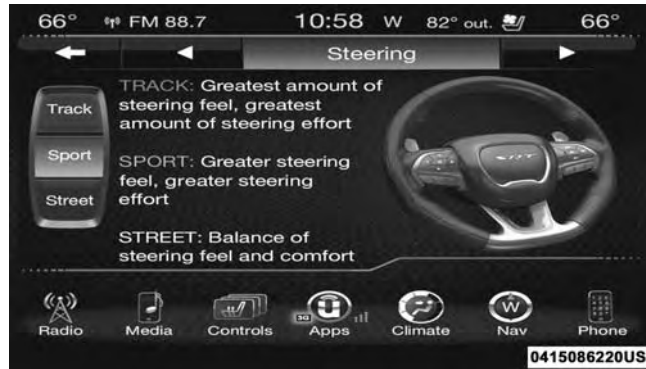 66° FM 88.7 10:58 W 82° out. 66°
Steering
Track
Sport
Street
TRACK: Greatest amount of
steering feel, greatest
amount of steering effort
SPORT: Greater steering
feel, greater steering
effort
STREET: Balance of
steering feel and comfort
SRT
3G
W
Radio Media Controls Apps Climate Nav Phone
0415086220US